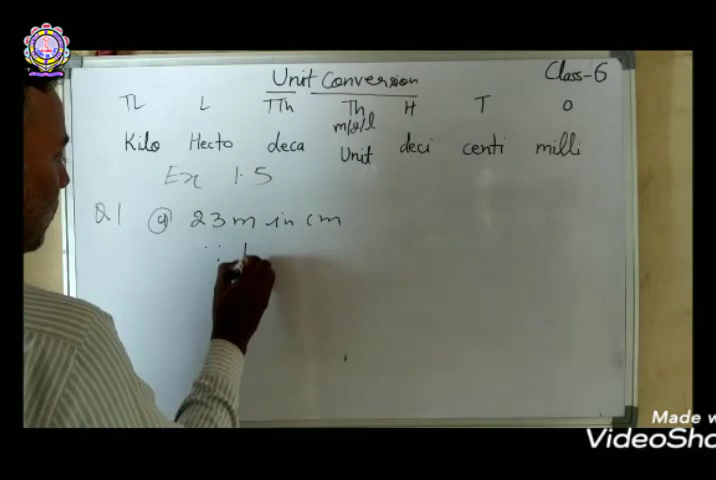 Unit Conversion Class-6
TL L TTh Th H T O
m/g/l
Kilo Hecto deca Unit deci centi milli
Ex 1.5
Q1 (a) 23 m in cm
∵ 1
Made w
VideoSho